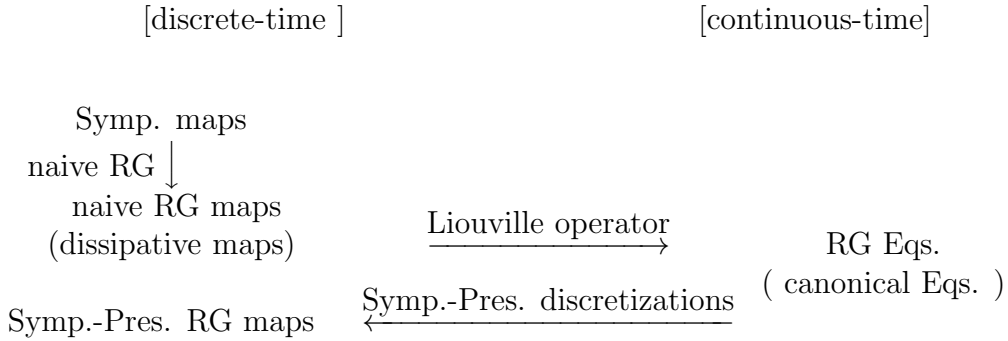 [discrete-time ] [continuous-time]
Symp. maps
naive RG
naive RG maps
(dissipative maps)
Liouville operator
RG Eqs.
( canonical Eqs. )
Symp.-Pres. discretizations
Symp.-Pres. RG maps